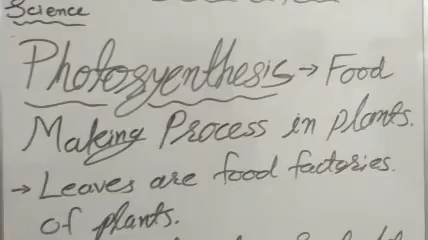 Science
Photosyenthesis → Food
Making Process in plants.
→ Leaves are food factories.
of plants.